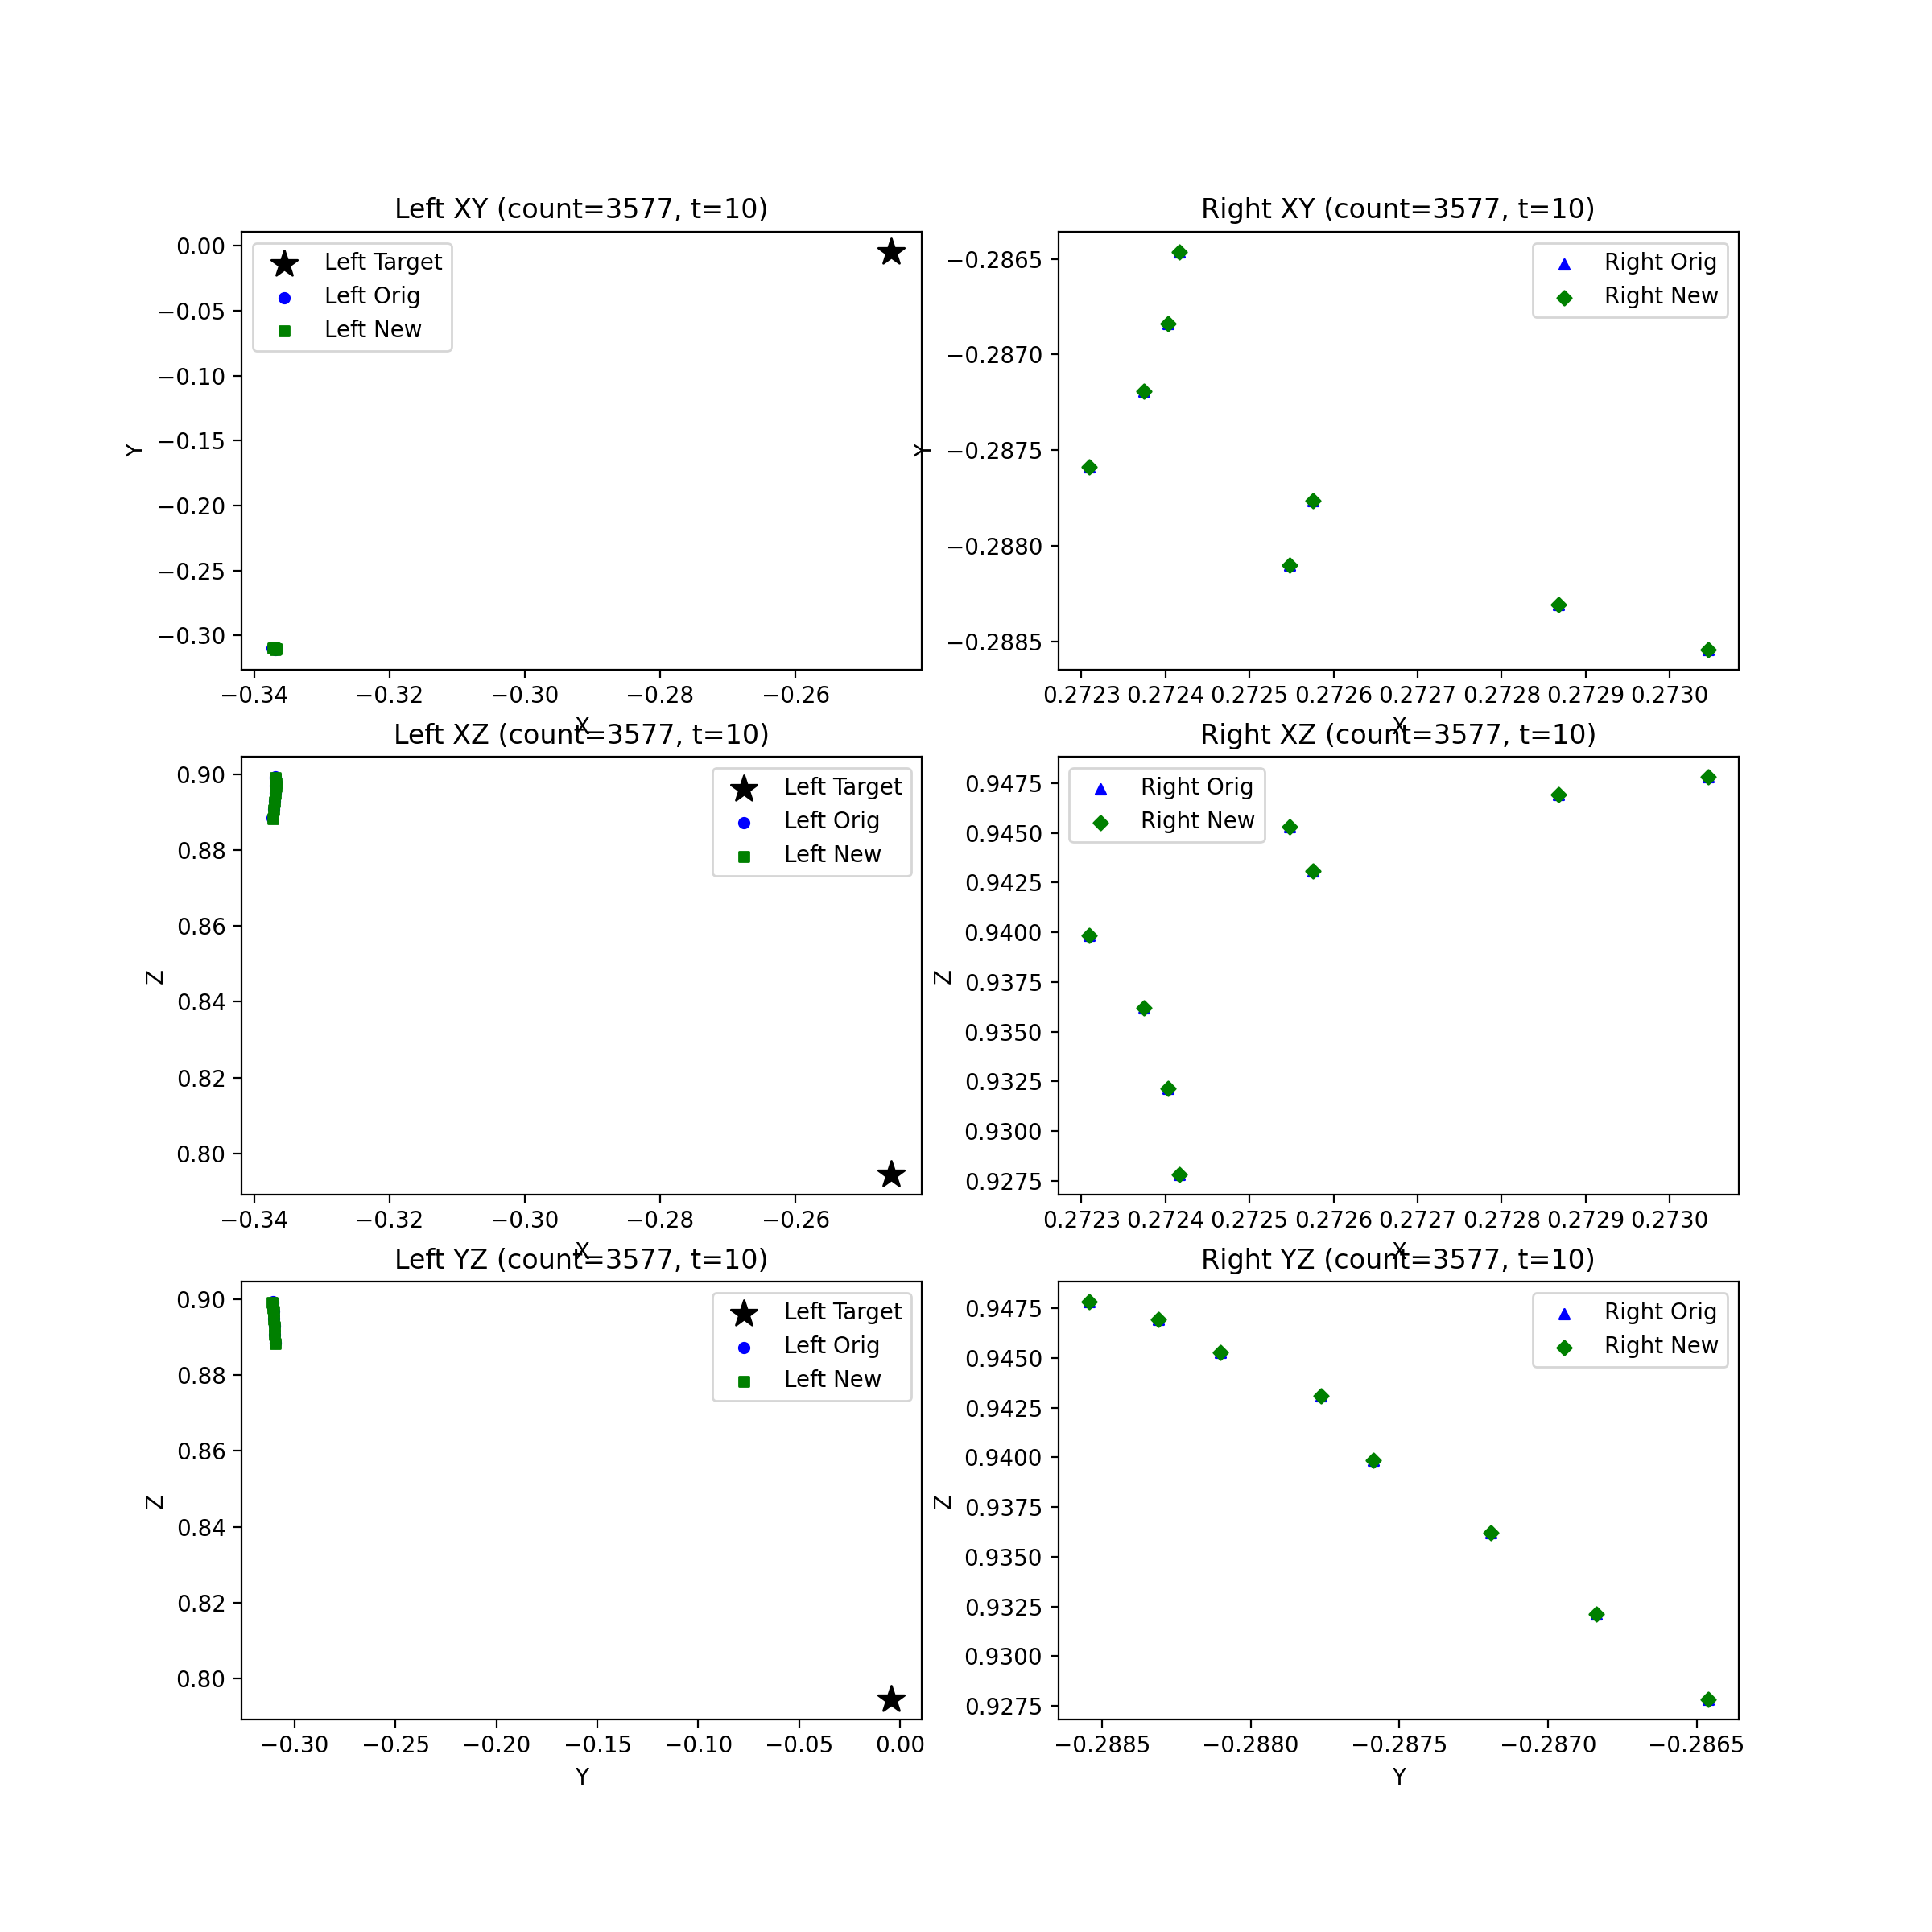 Left XY (count=3577, t=10)
0.00
−0.05
−0.10
−0.15
−0.20
−0.25
−0.30
Y
Left Target
Left Orig
Left New
−0.34 −0.32 −0.30 −0.28 −0.26
X
Right XY (count=3577, t=10)
−0.2865
−0.2870
−0.2875
−0.2880
−0.2885
Y
Right Orig
Right New
0.2723 0.2724 0.2725 0.2726 0.2727 0.2728 0.2729 0.2730
X
Left XZ (count=3577, t=10)
0.90
0.88
0.86
0.84
0.82
0.80
Z
Left Target
Left Orig
Left New
−0.34 −0.32 −0.30 −0.28 −0.26
X
Right XZ (count=3577, t=10)
0.9475
0.9450
0.9425
0.9400
0.9375
0.9350
0.9325
0.9300
0.9275
Z
Right Orig
Right New
0.2723 0.2724 0.2725 0.2726 0.2727 0.2728 0.2729 0.2730
X
Left YZ (count=3577, t=10)
0.90
0.88
0.86
0.84
0.82
0.80
Z
Left Target
Left Orig
Left New
−0.30 −0.25 −0.20 −0.15 −0.10 −0.05 0.00
Y
Right YZ (count=3577, t=10)
0.9475
0.9450
0.9425
0.9400
0.9375
0.9350
0.9325
0.9300
0.9275
Z
Right Orig
Right New
−0.2885 −0.2880 −0.2875 −0.2870 −0.2865
Y